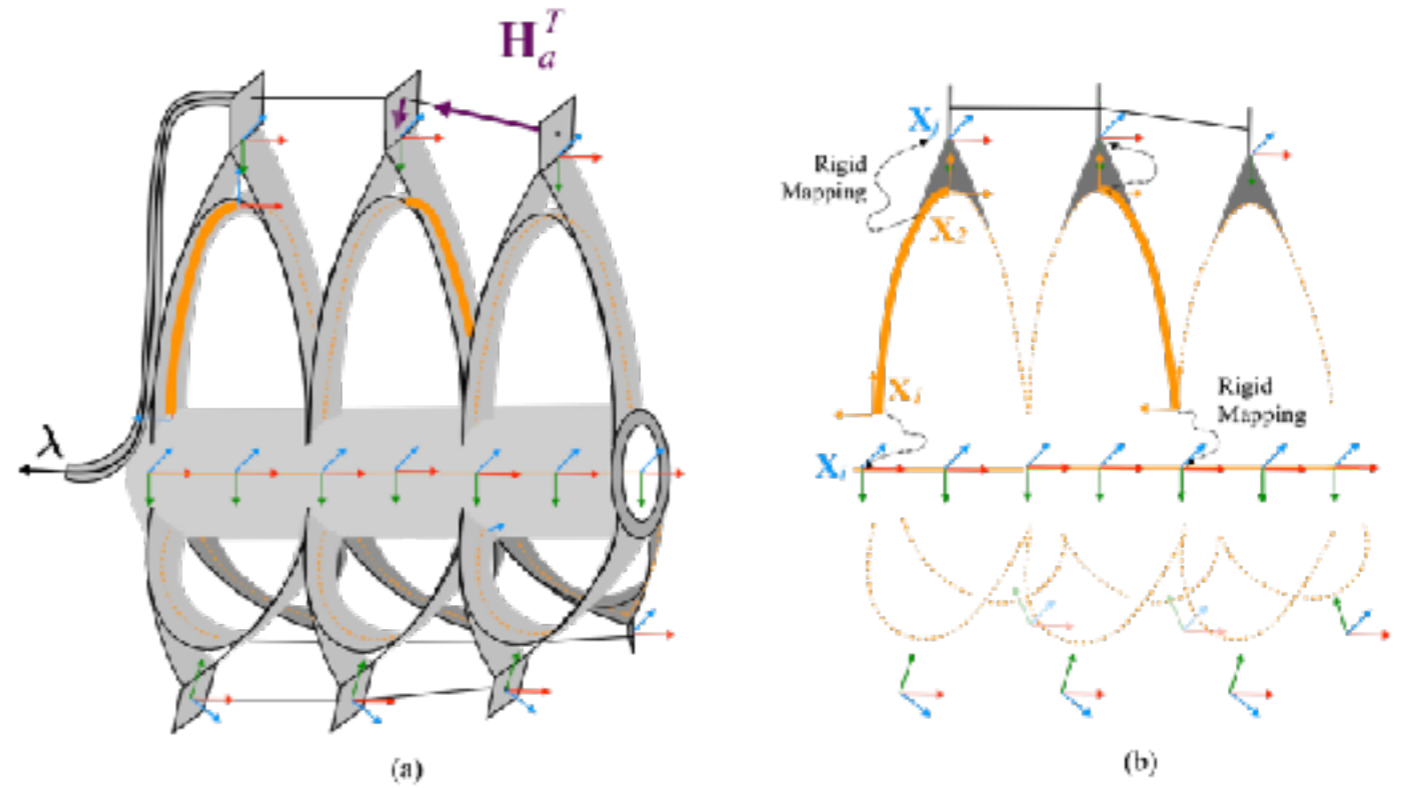 H_a^T
λ
(a)
X_j
Rigid
Mapping
X_2
X_1
Rigid
Mapping
X_i
(b)